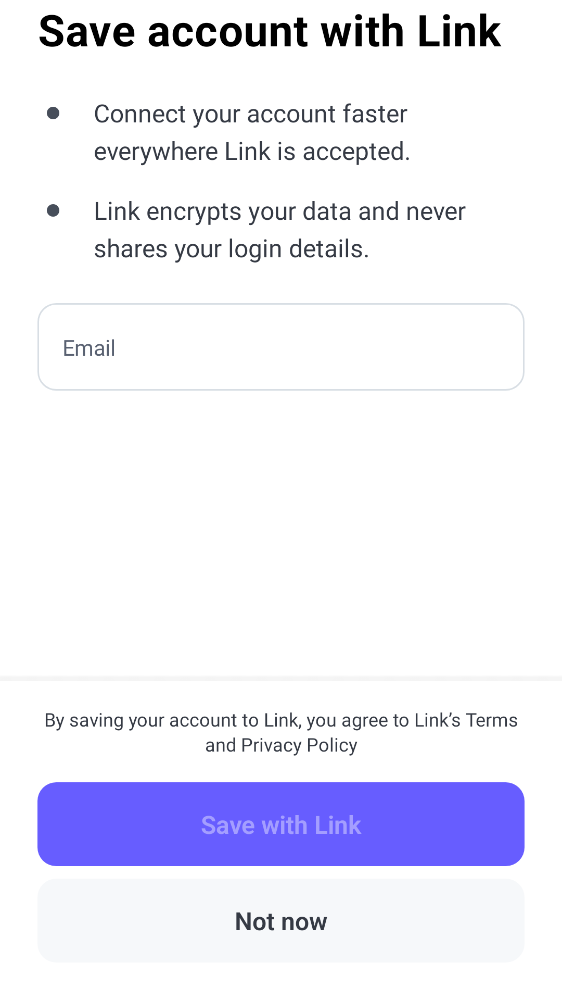 Save account with Link
Connect your account faster
everywhere Link is accepted.
Link encrypts your data and never
shares your login details.
Email
By saving your account to Link, you agree to Link’s Terms
and Privacy Policy
Save with Link
Not now